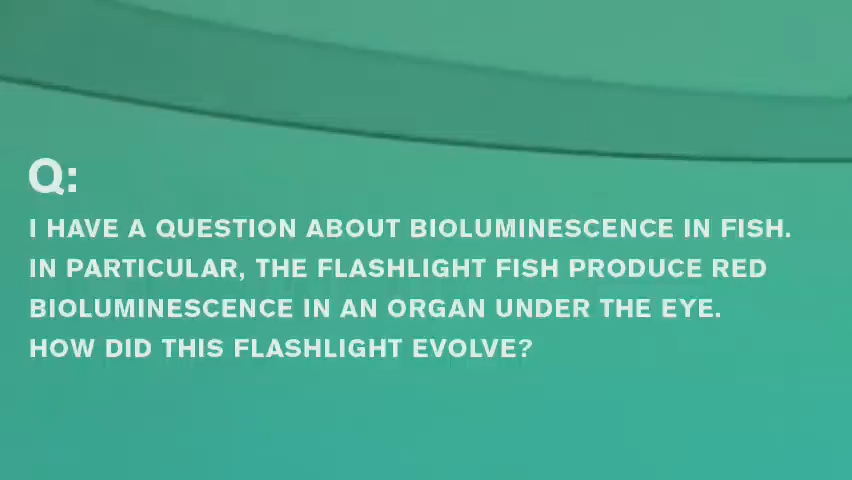 Q:
I HAVE A QUESTION ABOUT BIOLUMINESCENCE IN FISH.
IN PARTICULAR, THE FLASHLIGHT FISH PRODUCE RED
BIOLUMINESCENCE IN AN ORGAN UNDER THE EYE.
HOW DID THIS FLASHLIGHT EVOLVE?